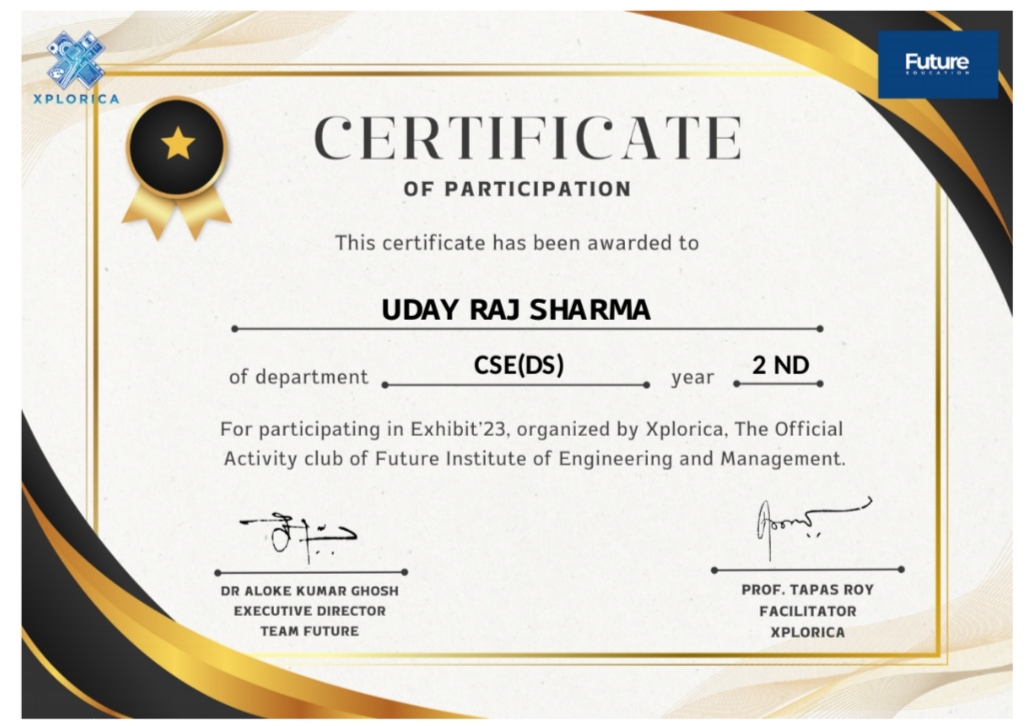 XPLORICA
Future
EDUCATION
CERTIFICATE
OF PARTICIPATION
This certificate has been awarded to
UDAY RAJ SHARMA
of department CSE(DS) year 2 ND
For participating in Exhibit'23, organized by Xplorica, The Official
Activity club of Future Institute of Engineering and Management.
DR ALOKE KUMAR GHOSH
EXECUTIVE DIRECTOR
TEAM FUTURE
PROF. TAPAS ROY
FACILITATOR
XPLORICA